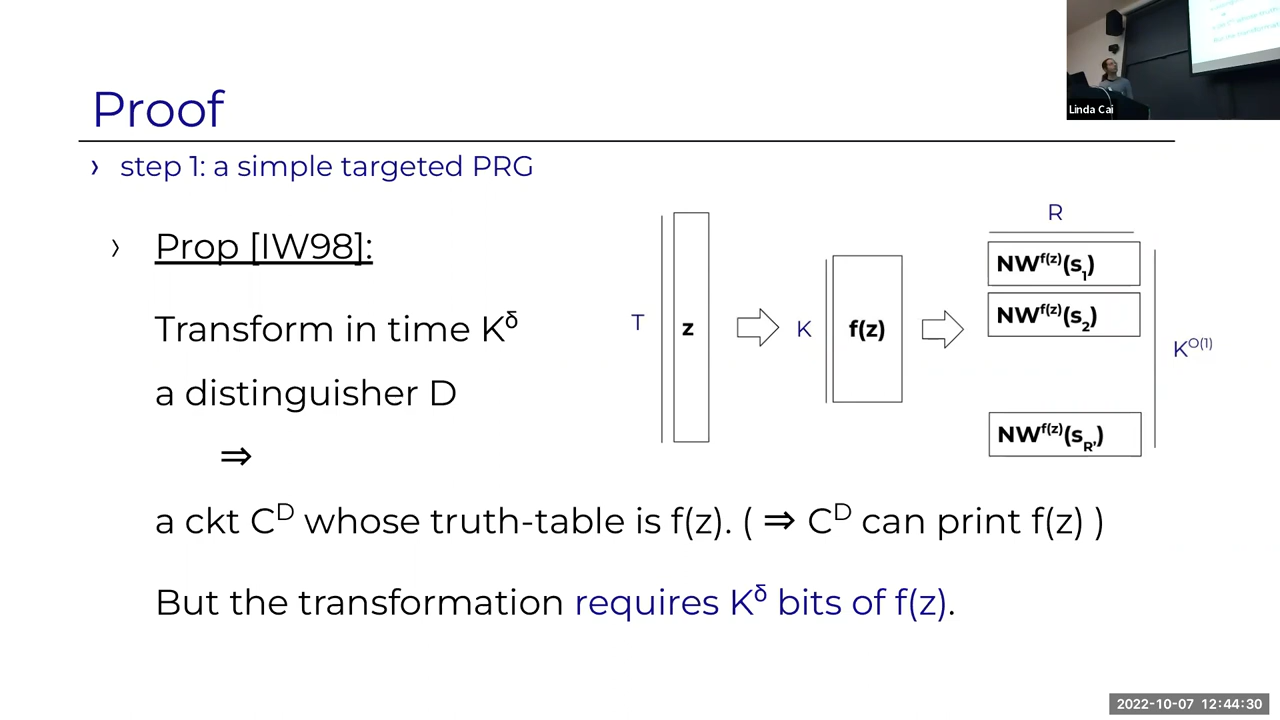 Linda Cai
Proof
› step 1: a simple targeted PRG
› Prop [IW98]:
Transform in time K^δ
a distinguisher D
⇒
a ckt C^D whose truth-table is f(z). ( ⇒ C^D can print f(z) )
But the transformation requires K^δ bits of f(z).
T
z
K
f(z)
R
NW^f(z)(s_1)
NW^f(z)(s_2)
NW^f(z)(s_R')
K^O(1)
2022-10-07 12:44:30